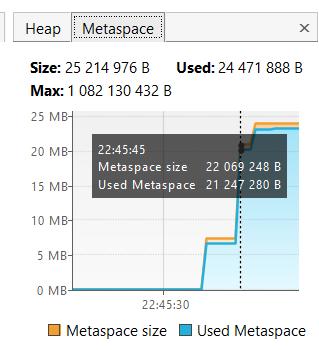 Heap Metaspace ×
Size: 25 214 976 B Used: 24 471 888 B
Max: 1 082 130 432 B
25 MB
20 MB
15 MB
10 MB
5 MB
0 MB
22:45:45
Metaspace size 22 069 248 B
Used Metaspace 21 247 280 B
22:45:30
Metaspace size Used Metaspace